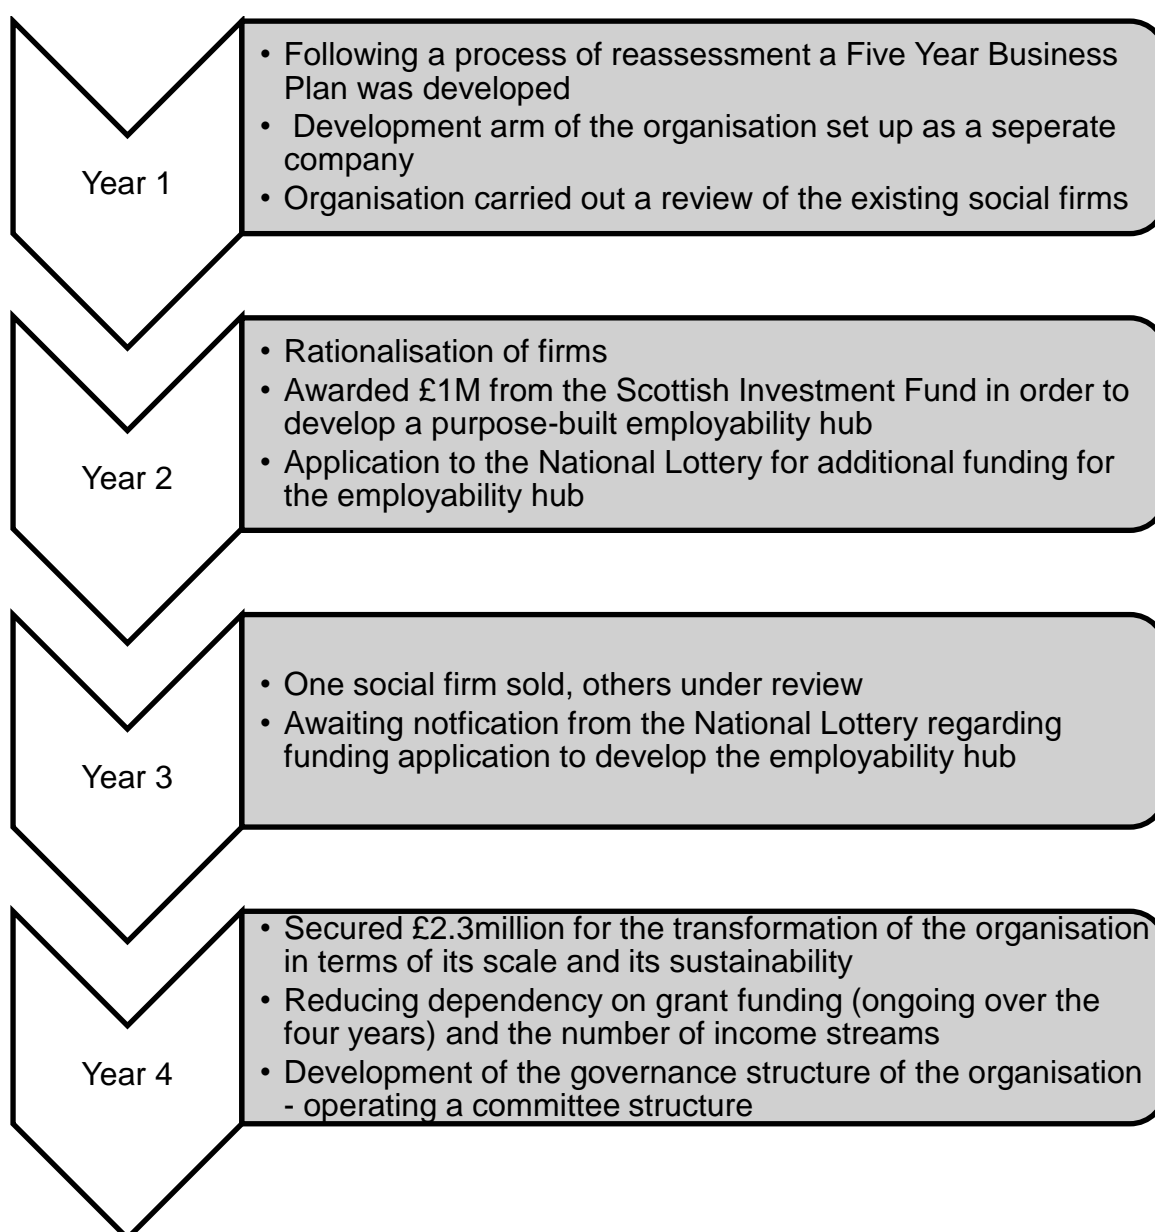 Year 1
• Following a process of reassessment a Five Year Business
Plan was developed
• Development arm of the organisation set up as a seperate
company
• Organisation carried out a review of the existing social firms
Year 2
• Rationalisation of firms
• Awarded £1M from the Scottish Investment Fund in order to
develop a purpose-built employability hub
• Application to the National Lottery for additional funding for
the employability hub
Year 3
• One social firm sold, others under review
• Awaiting notfication from the National Lottery regarding
funding application to develop the employability hub
Year 4
• Secured £2.3million for the transformation of the organisation
in terms of its scale and its sustainability
• Reducing dependency on grant funding (ongoing over the
four years) and the number of income streams
• Development of the governance structure of the organisation
- operating a committee structure